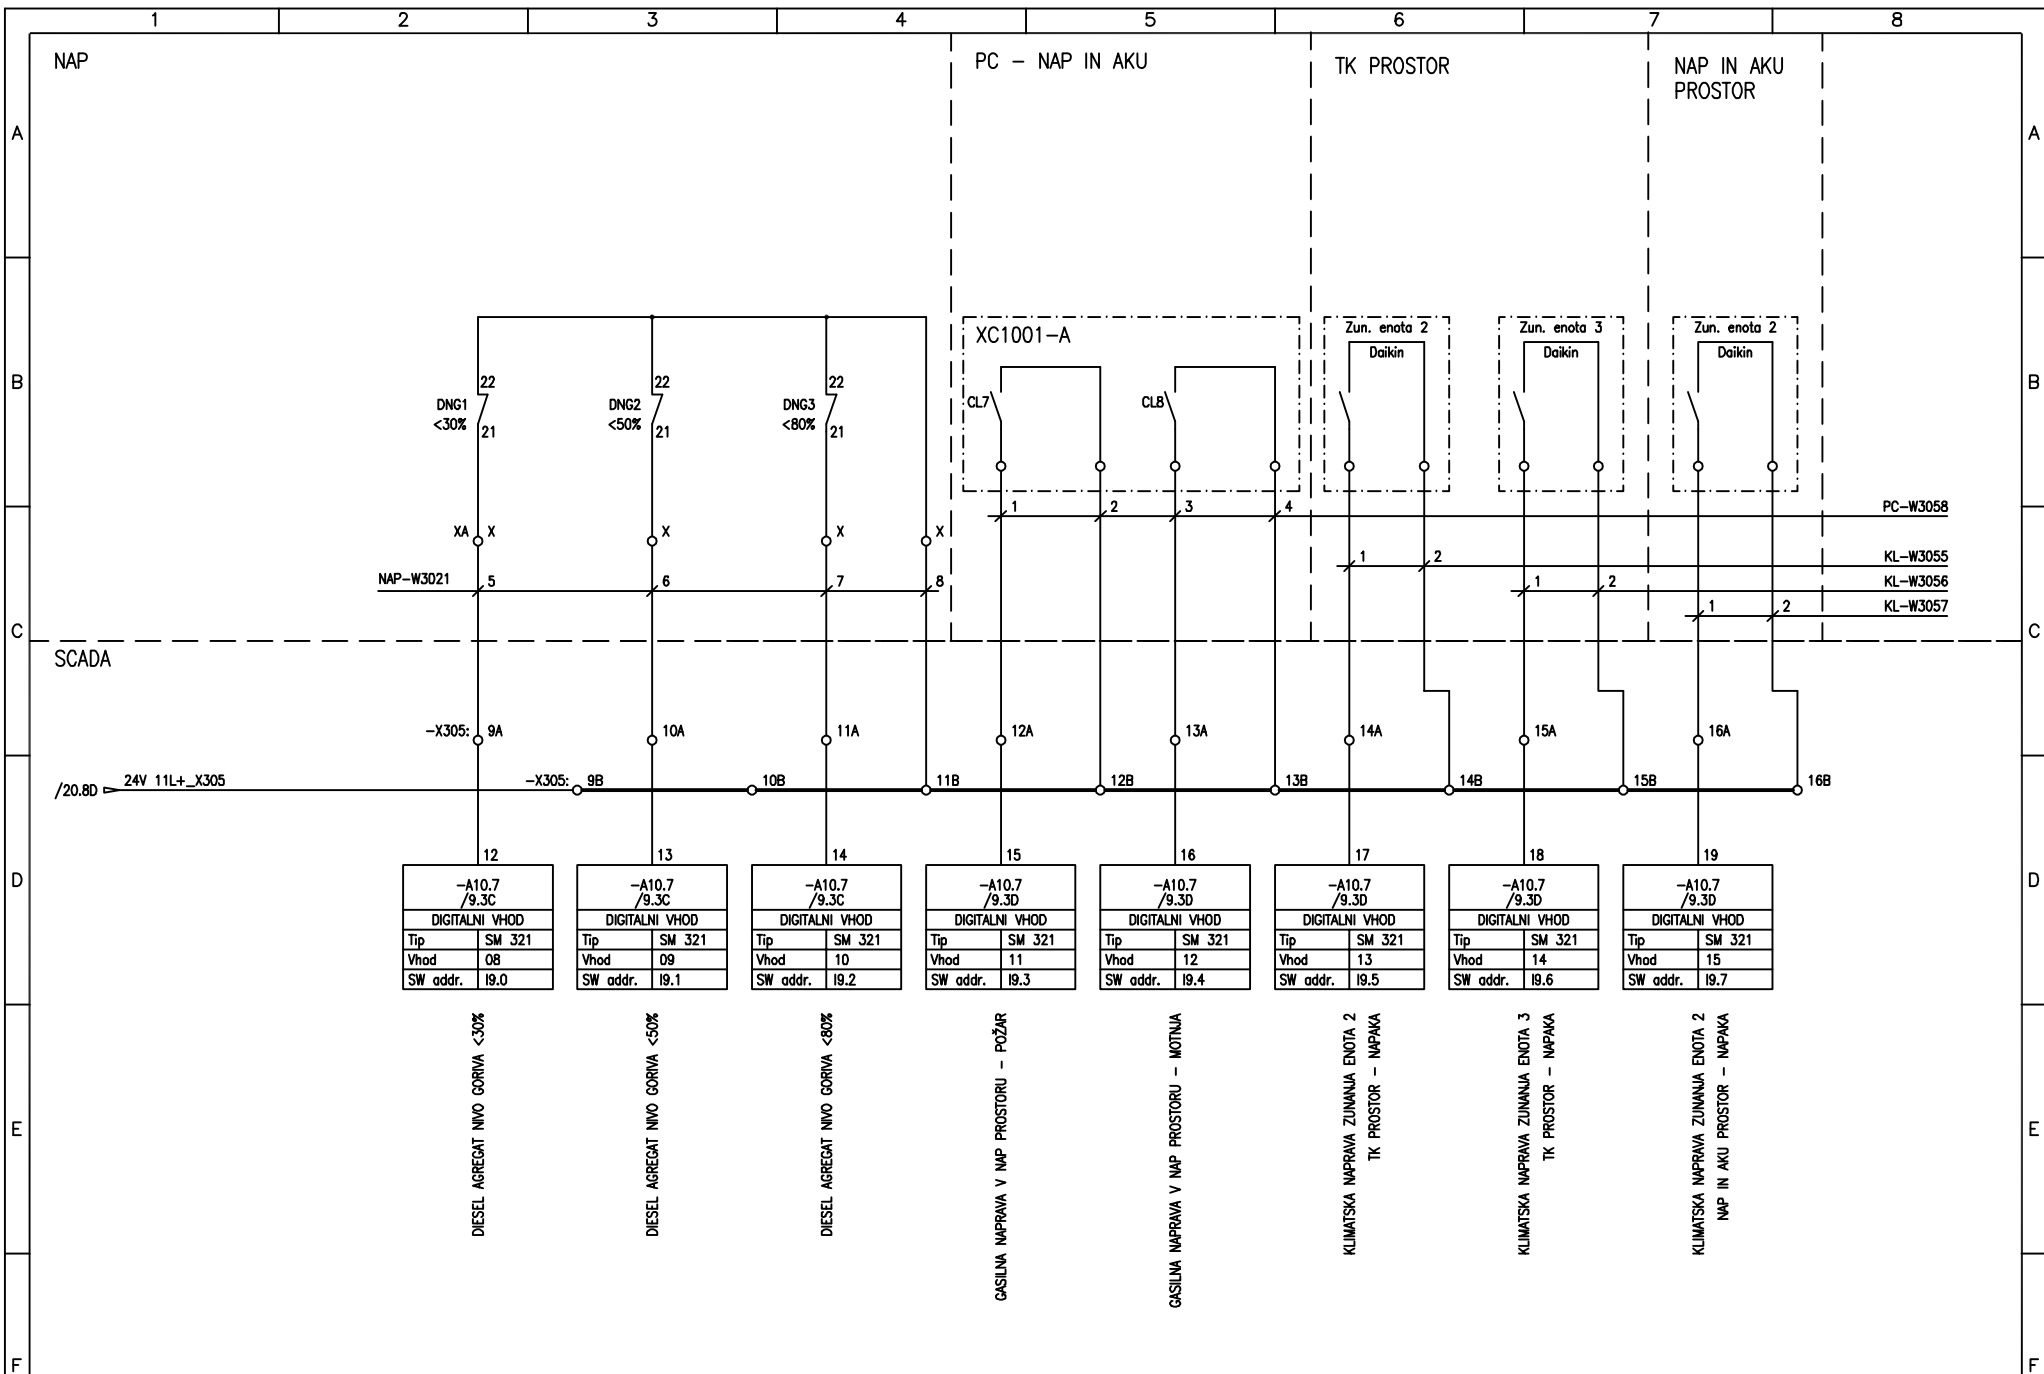 1 2 3 4 5 6 7 8
NAP
PC - NAP IN AKU
TK PROSTOR
NAP IN AKU
PROSTOR
A A
Zun. enota 2 Zun. enota 3 Zun. enota 2
XC1001-A
Daikin Daikin Daikin
B 22 22 22 B
DNG1 DNG2 DNG3 CL7 CL8
<30% <50% <80%
21 21 21
1 2 3 4 PC-W3058
XA X X X X
1 2 KL-W3055
NAP-W3021 5 6 7 8 1 2 KL-W3056
1 2 KL-W3057
C C
SCADA
-X305: 9A 10A 11A 12A 13A 14A 15A 16A
/20.8D 24V 11L+_X305 -X305: 9B 10B 11B 12B 13B 14B 15B 16B
12 13 14 15 16 17 18 19
D D
-A10.7 -A10.7 -A10.7 -A10.7 -A10.7 -A10.7 -A10.7 -A10.7
/9.3C /9.3C /9.3C /9.3D /9.3D /9.3D /9.3D /9.3D
DIGITALNI VHOD DIGITALNI VHOD DIGITALNI VHOD DIGITALNI VHOD DIGITALNI VHOD DIGITALNI VHOD DIGITALNI VHOD DIGITALNI VHOD
Tip SM 321 Tip SM 321 Tip SM 321 Tip SM 321 Tip SM 321 Tip SM 321 Tip SM 321 Tip SM 321
Vhod 08 Vhod 09 Vhod 10 Vhod 11 Vhod 12 Vhod 13 Vhod 14 Vhod 15
SW addr. I9.0 SW addr. I9.1 SW addr. I9.2 SW addr. I9.3 SW addr. I9.4 SW addr. I9.5 SW addr. I9.6 SW addr. I9.7
DIESEL AGREGAT NIVO GORIVA <30%
DIESEL AGREGAT NIVO GORIVA <50%
DIESEL AGREGAT NIVO GORIVA <80%
GASILNA NAPRAVA V NAP PROSTORU - POŽAR
GASILNA NAPRAVA V NAP PROSTORU - MOTNJA
KLIMATSKA NAPRAVA ZUNANJA ENOTA 2
TK PROSTOR - NAPAKA
KLIMATSKA NAPRAVA ZUNANJA ENOTA 3
TK PROSTOR - NAPAKA
KLIMATSKA NAPRAVA ZUNANJA ENOTA 2
NAP IN AKU PROSTOR - NAPAKA
E E
F F